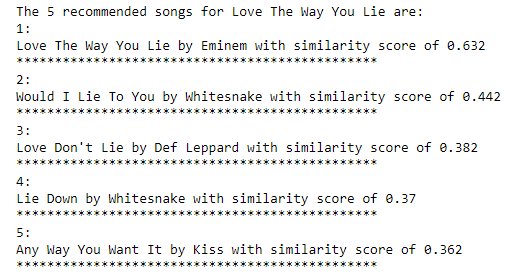 The 5 recommended songs for Love The Way You Lie are:
1:
Love The Way You Lie by Eminem with similarity score of 0.632
***********************************************
2:
Would I Lie To You by Whitesnake with similarity score of 0.442
***********************************************
3:
Love Don't Lie by Def Leppard with similarity score of 0.382
***********************************************
4:
Lie Down by Whitesnake with similarity score of 0.37
***********************************************
5:
Any Way You Want It by Kiss with similarity score of 0.362
***********************************************